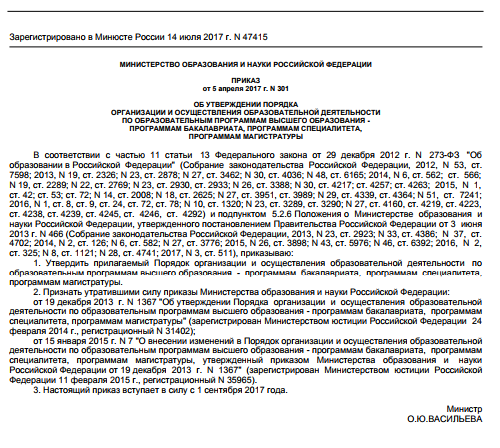 Зарегистрировано в Минюсте России 14 июля 2017 г. N 47415
МИНИСТЕРСТВО ОБРАЗОВАНИЯ И НАУКИ РОССИЙСКОЙ ФЕДЕРАЦИИ
ПРИКАЗ
от 5 апреля 2017 г. N 301
ОБ УТВЕРЖДЕНИИ ПОРЯДКА
ОРГАНИЗАЦИИ И ОСУЩЕСТВЛЕНИЯ ОБРАЗОВАТЕЛЬНОЙ ДЕЯТЕЛЬНОСТИ
ПО ОБРАЗОВАТЕЛЬНЫМ ПРОГРАММАМ ВЫСШЕГО ОБРАЗОВАНИЯ -
ПРОГРАММАМ БАКАЛАВРИАТА, ПРОГРАММАМ СПЕЦИАЛИТЕТА,
ПРОГРАММАМ МАГИСТРАТУРЫ
В соответствии с частью 11 статьи 13 Федерального закона от 29 декабря 2012 г. N 273-ФЗ "Об
образовании в Российской Федерации" (Собрание законодательства Российской Федерации, 2012, N 53, ст.
7598; 2013, N 19, ст. 2326; N 23, ст. 2878; N 27, ст. 3462; N 30, ст. 4036; N 48, ст. 6165; 2014, N 6, ст. 562; ст. 566;
N 19, ст. 2289; N 22, ст. 2769; N 23, ст. 2930, ст. 2933; N 26, ст. 3388; N 30, ст. 4217; ст. 4257; ст. 4263; 2015, N 1,
ст. 42; ст. 53; ст. 72; N 14, ст. 2008; N 18, ст. 2625; N 27, ст. 3951, ст. 3989; N 29, ст. 4339, ст. 4364; N 51, ст. 7241;
2016, N 1, ст. 8, ст. 9, ст. 24, ст. 72, ст. 78; N 10, ст. 1320; N 23, ст. 3289, ст. 3290; N 27, ст. 4160, ст. 4219, ст. 4223,
ст. 4238, ст. 4239, ст. 4245, ст. 4246, ст. 4292) и подпунктом 5.2.6 Положения о Министерстве образования и
науки Российской Федерации, утвержденного постановлением Правительства Российской Федерации от 3 июня
2013 г. N 466 (Собрание законодательства Российской Федерации, 2013, N 23, ст. 2923; N 33, ст. 4386; N 37, ст.
4702; 2014, N 2, ст. 126; N 6, ст. 582; N 27, ст. 3776; 2015, N 26, ст. 3898; N 43, ст. 5976; N 46, ст. 6392; 2016, N 2,
ст. 325; N 8, ст. 1121; N 28, ст. 4741; 2017, N 3, ст. 511), приказываю:
1. Утвердить прилагаемый Порядок организации и осуществления образовательной деятельности по
образовательным программам высшего образования - программам бакалавриата, программам специалитета,
программам магистратуры.
2. Признать утратившими силу приказы Министерства образования и науки Российской Федерации:
от 19 декабря 2013 г. N 1367 "Об утверждении Порядка организации и осуществления образовательной
деятельности по образовательным программам высшего образования - программам бакалавриата, программам
специалитета, программам магистратуры" (зарегистрирован Министерством юстиции Российской Федерации 24
февраля 2014 г., регистрационный N 31402);
от 15 января 2015 г. N 7 "О внесении изменений в Порядок организации и осуществления образовательной
деятельности по образовательным программам высшего образования - программам бакалавриата, программам
специалитета, программам магистратуры, утвержденный приказом Министерства образования и науки
Российской Федерации от 19 декабря 2013 г. N 1367" (зарегистрирован Министерством юстиции Российской
Федерации 11 февраля 2015 г., регистрационный N 35965).
3. Настоящий приказ вступает в силу с 1 сентября 2017 года.
Министр
О.Ю.ВАСИЛЬЕВА